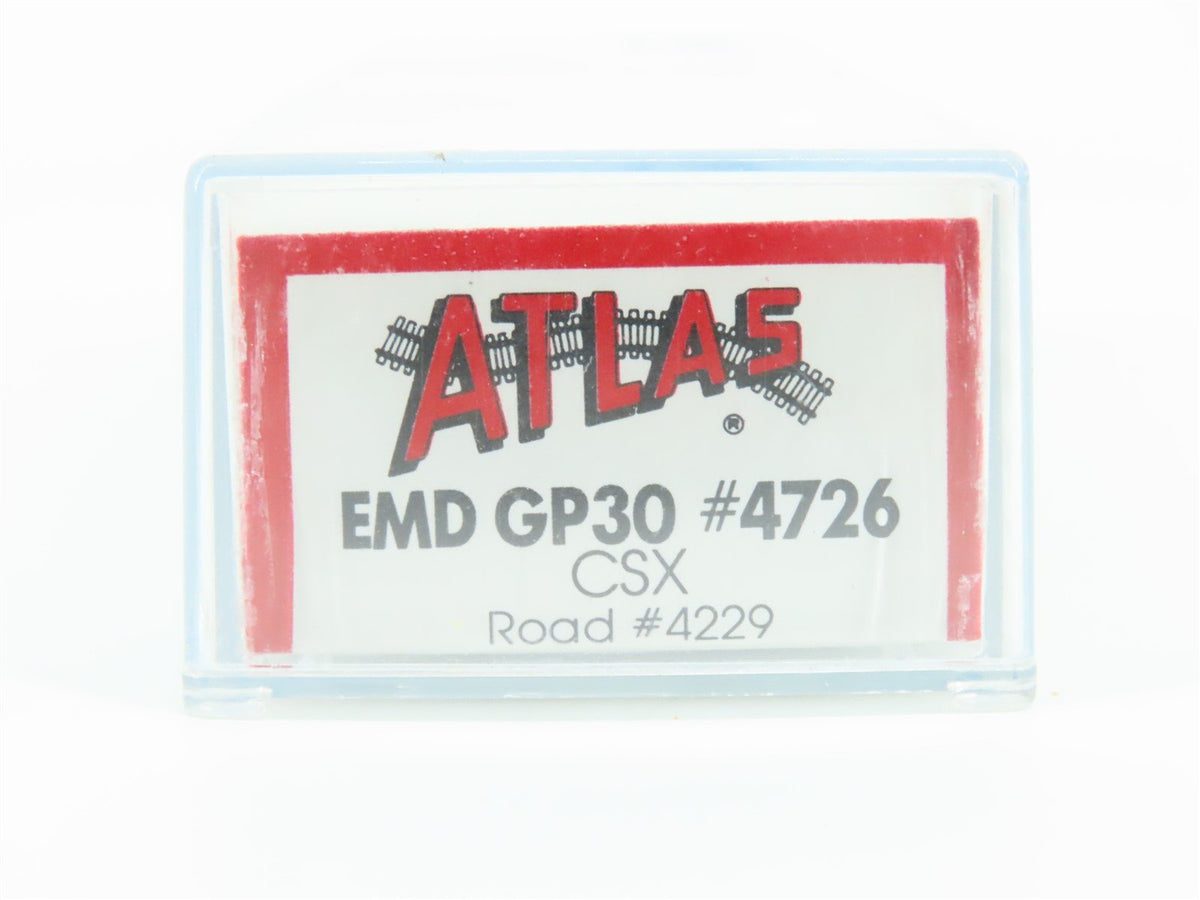 ATLAS
®
EMD GP30 #4726
CSX
Road #4229